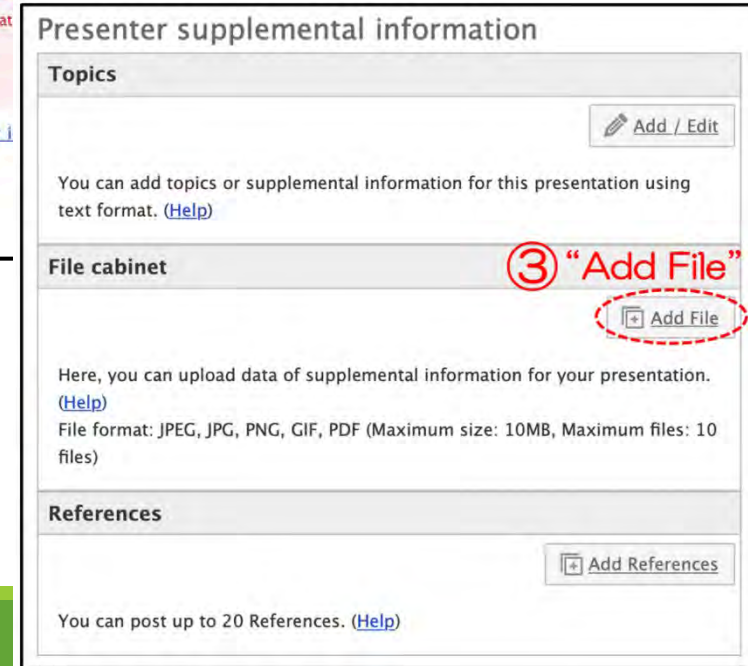 at
i
Presenter supplemental information
Topics
Add / Edit
You can add topics or supplemental information for this presentation using
text format. (Help)
File cabinet
③ “Add File”
Add File
Here, you can upload data of supplemental information for your presentation.
(Help)
File format: JPEG, JPG, PNG, GIF, PDF (Maximum size: 10MB, Maximum files: 10
files)
References
Add References
You can post up to 20 References. (Help)